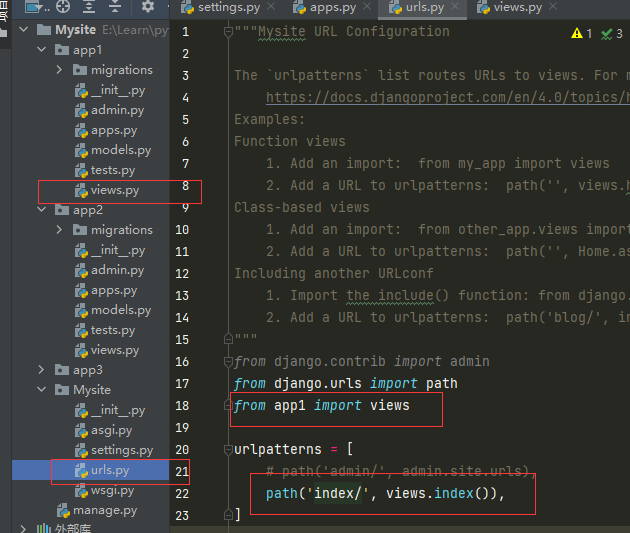 settings.py
apps.py
urls.py
views.py
Mysite E:\Learn\py
app1
migrations
__init__.py
admin.py
apps.py
models.py
tests.py
views.py
app2
migrations
__init__.py
admin.py
apps.py
models.py
tests.py
views.py
app3
Mysite
__init__.py
asgi.py
settings.py
urls.py
wsgi.py
manage.py
外部库
1 """Mysite URL Configuration
1 3
2
3 The `urlpatterns` list routes URLs to views. For m
4 https://docs.djangoproject.com/en/4.0/topics/h
5 Examples:
6 Function views
7 1. Add an import:  from my_app import views
8 2. Add a URL to urlpatterns:  path('', views.h
9 Class-based views
10 1. Add an import:  from other_app.views import
11 2. Add a URL to urlpatterns:  path('', Home.as
12 Including another URLconf
13 1. Import the include() function: from django.
14 2. Add a URL to urlpatterns:  path('blog/', in
15 """
16 from django.contrib import admin
17 from django.urls import path
18 from app1 import views
19
20 urlpatterns = [
21 # path('admin/', admin.site.urls),
22 path('index/', views.index()),
23 ]